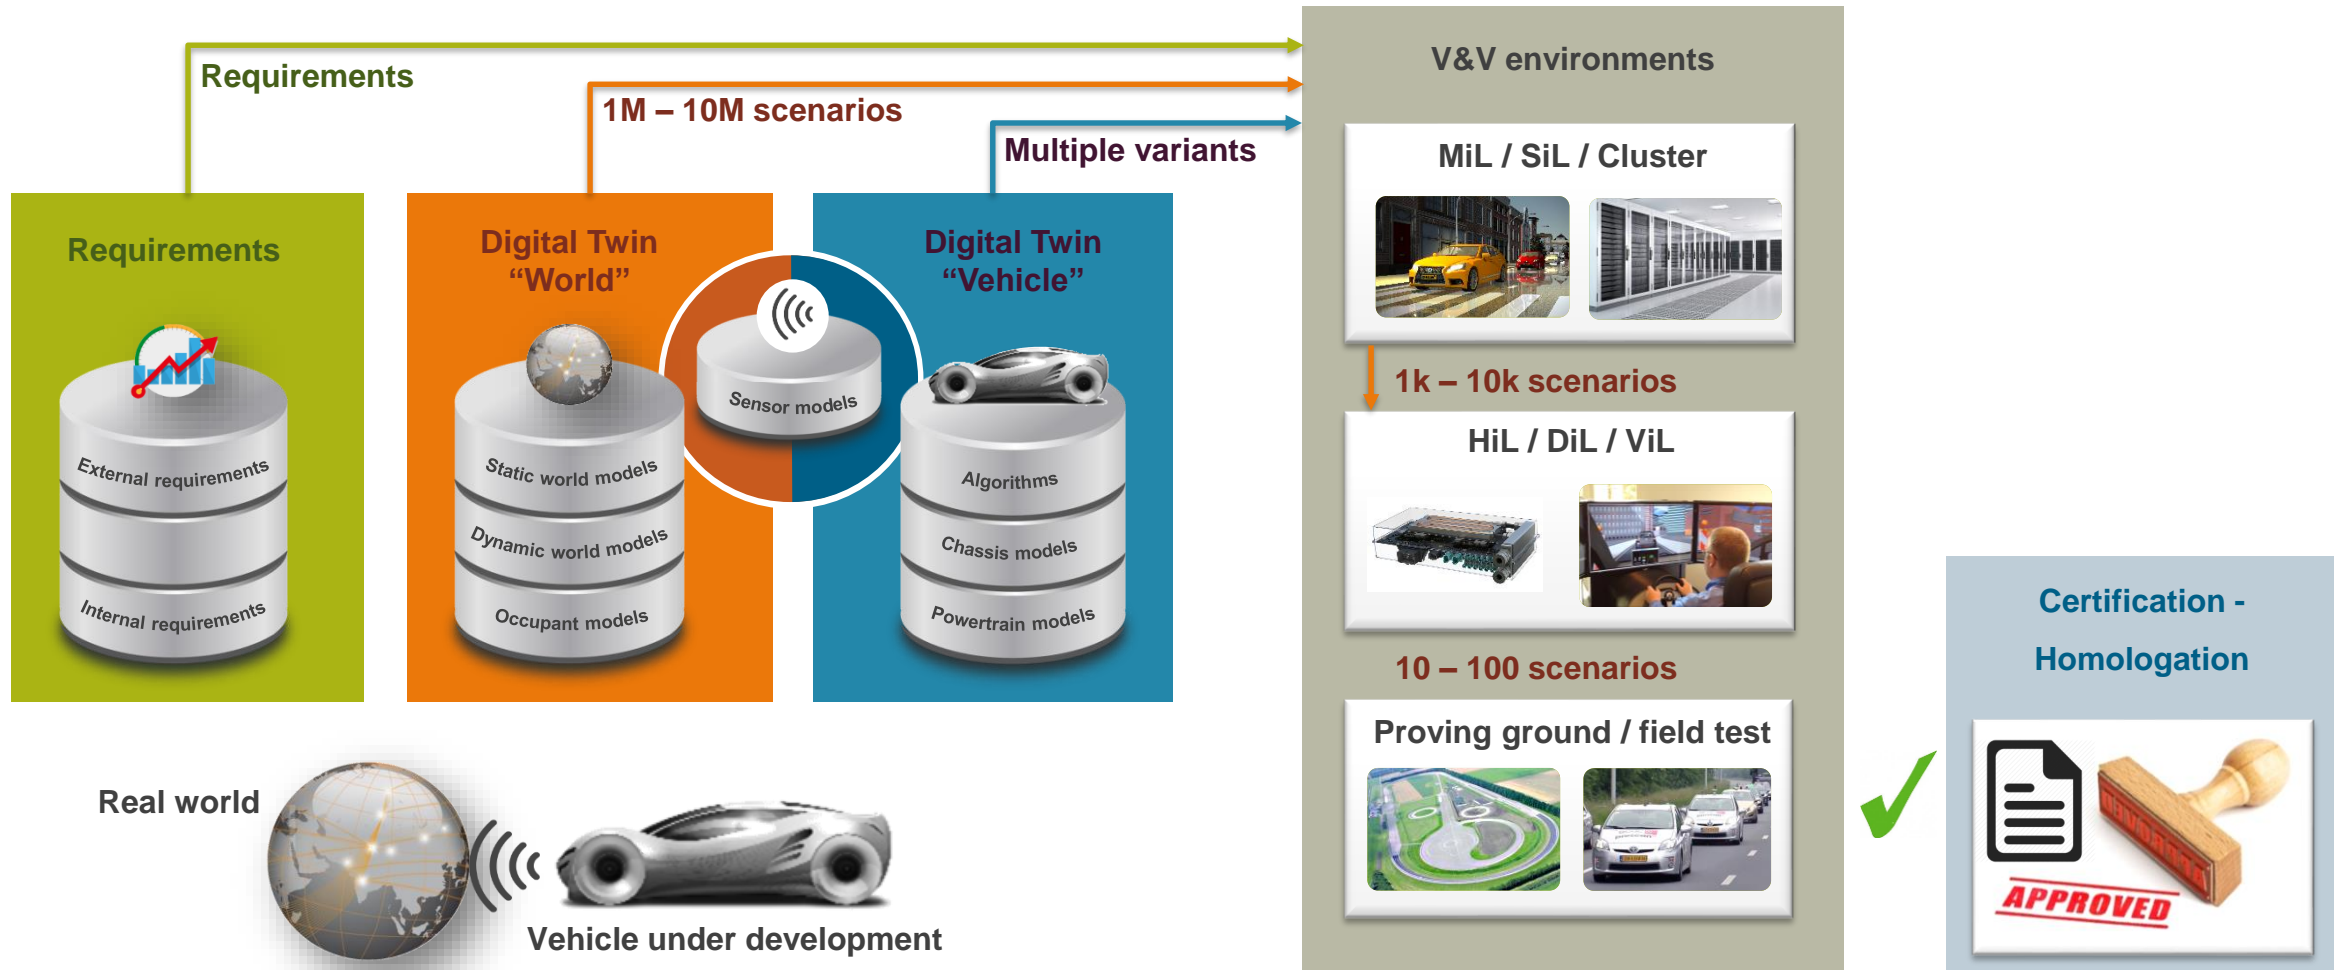 Requirements
1M – 10M scenarios
Multiple variants
Requirements
External requirements
Internal requirements
Digital Twin
“World”
Static world models
Dynamic world models
Occupant models
Sensor models
Digital Twin
“Vehicle”
Algorithms
Chassis models
Powertrain models
Real world
Vehicle under development
V&V environments
MiL / SiL / Cluster
1k – 10k scenarios
HiL / DiL / ViL
10 – 100 scenarios
Proving ground / field test
Certification -
Homologation
APPROVED